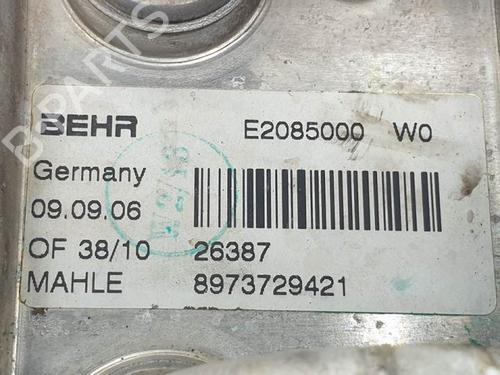 BEHR E2085000 W0
Germany
09.09.06
OF 38/10 26387
MAHLE 8973729421